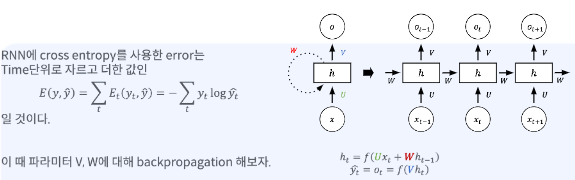 RNN에 cross entropy를 사용한 error는
Time단위로 자르고 더한 값인
E(y, ŷ) = ∑_t E_t(y_t, ŷ) = − ∑_t y_t log ŷ_t
일 것이다.
이 때 파라미터 V, W에 대해 backpropagation 해보자.
o
o_{t-1}
o_t
o_{t+1}
W
V
V
V
V
h
h
h
h
W
W
W
W
U
U
U
U
x
x_{t-1}
x_t
x_{t+1}
h_t = f(Ux_t + Wh_{t-1})
ŷ_t = o_t = f(Vh_t)